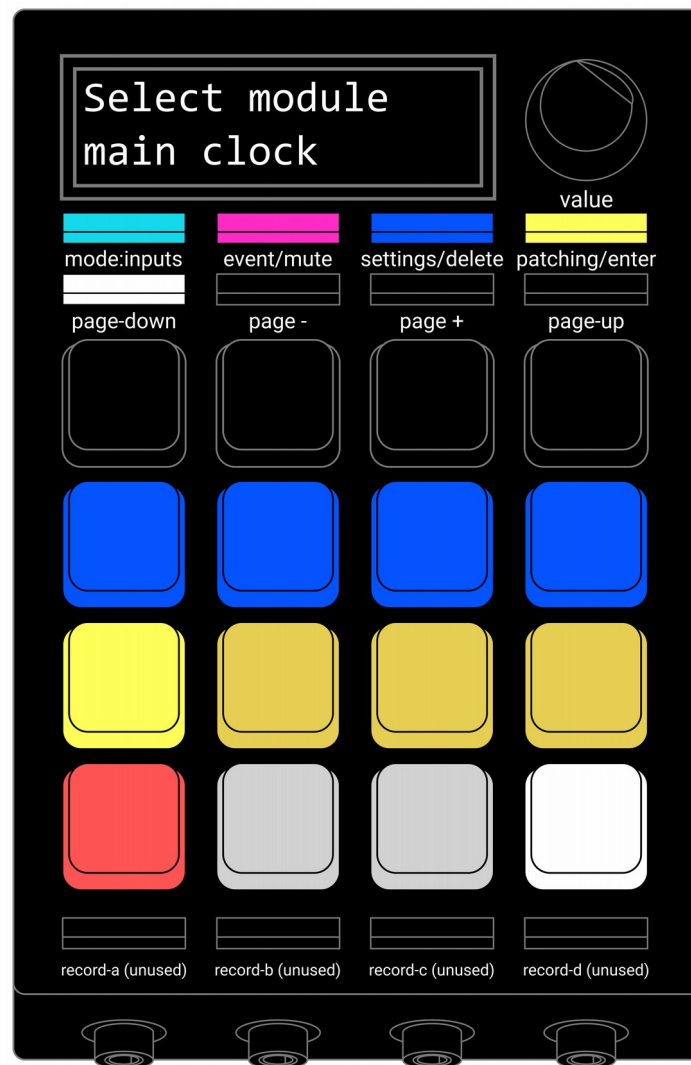 Select module
main clock
value
mode:inputs event/mute settings/delete patching/enter
page-down page - page + page-up
record-a (unused) record-b (unused) record-c (unused) record-d (unused)